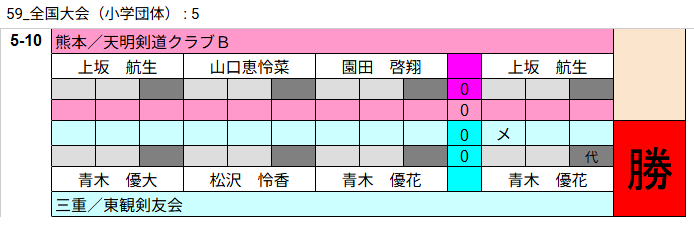 59_全国大会（小学団体）: 5
5-10 熊本／天明剣道クラブＢ
上坂　航生 山口恵怜菜 園田　啓翔 上坂　航生
0
0
0 メ
0 代
勝
青木　優大 松沢　怜香 青木　優花 青木　優花
三重／東観剣友会